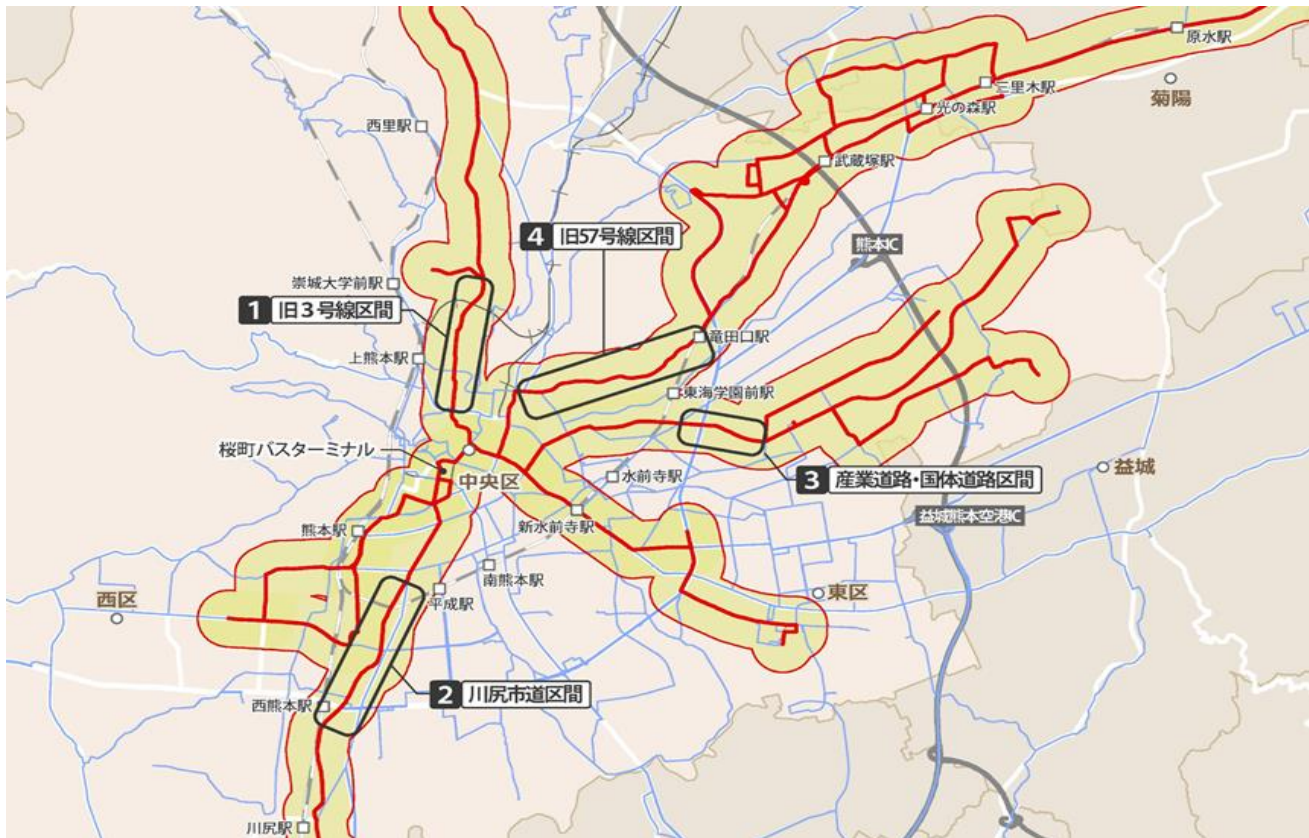 原水駅
三里木駅
菊陽
光の森駅
西里駅
武蔵塚駅
4 旧57号線区間
熊本IC
崇城大学前駅
1 旧3号線区間
竜田口駅
上熊本駅
東海学園前駅
桜町バスターミナル
中央区
水前寺駅
3 産業道路・国体道路区間
益城
新水前寺駅
益城熊本空港IC
熊本駅
南熊本駅
西区
平成駅
東区
2 川尻市道区間
西熊本駅
川尻駅